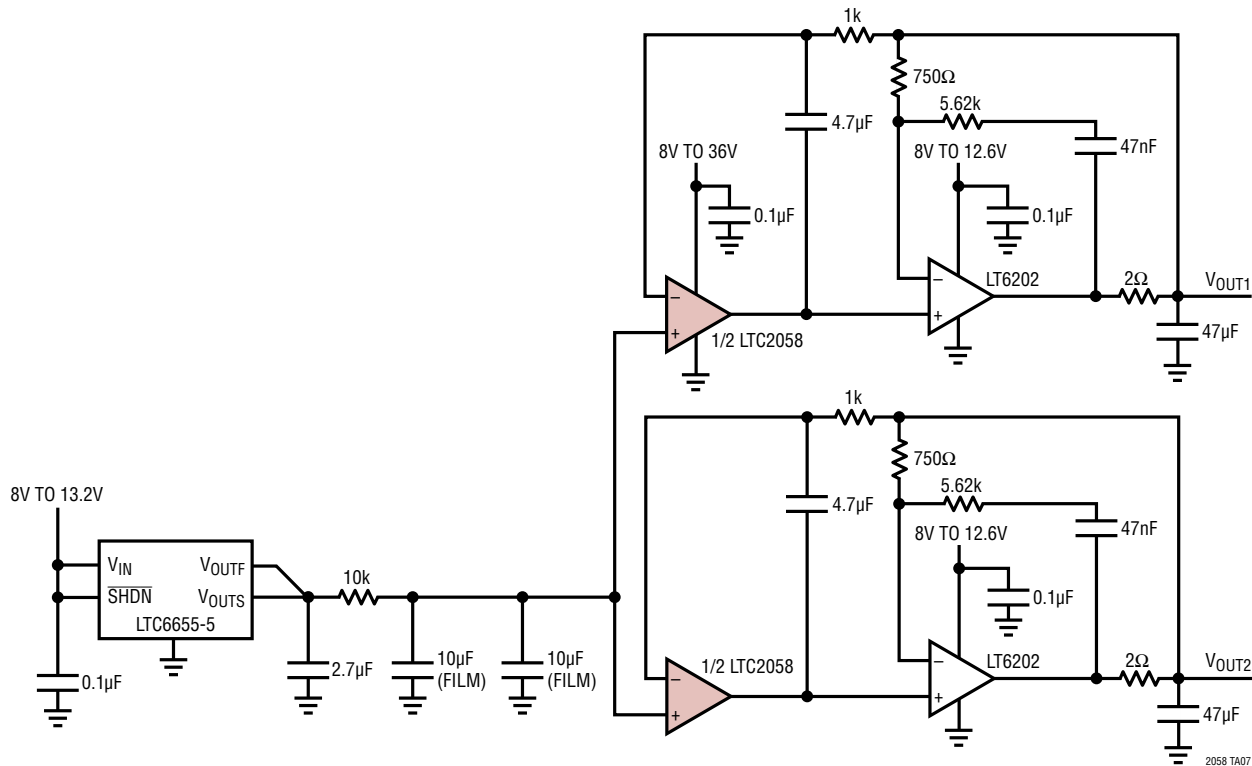 1k
750Ω
5.62k
4.7µF
47nF
8V TO 36V
8V TO 12.6V
0.1µF
0.1µF
LT6202
–
+
–
+
2Ω
VOUT1
1/2 LTC2058
47µF
1k
750Ω
5.62k
4.7µF
47nF
8V TO 12.6V
0.1µF
8V TO 13.2V
VIN
VOUTF
SHDN
VOUTS
LTC6655-5
10k
0.1µF
2.7µF
10µF
(FILM)
10µF
(FILM)
1/2 LTC2058
–
+
–
+
LT6202
2Ω
VOUT2
47µF
2058 TA07